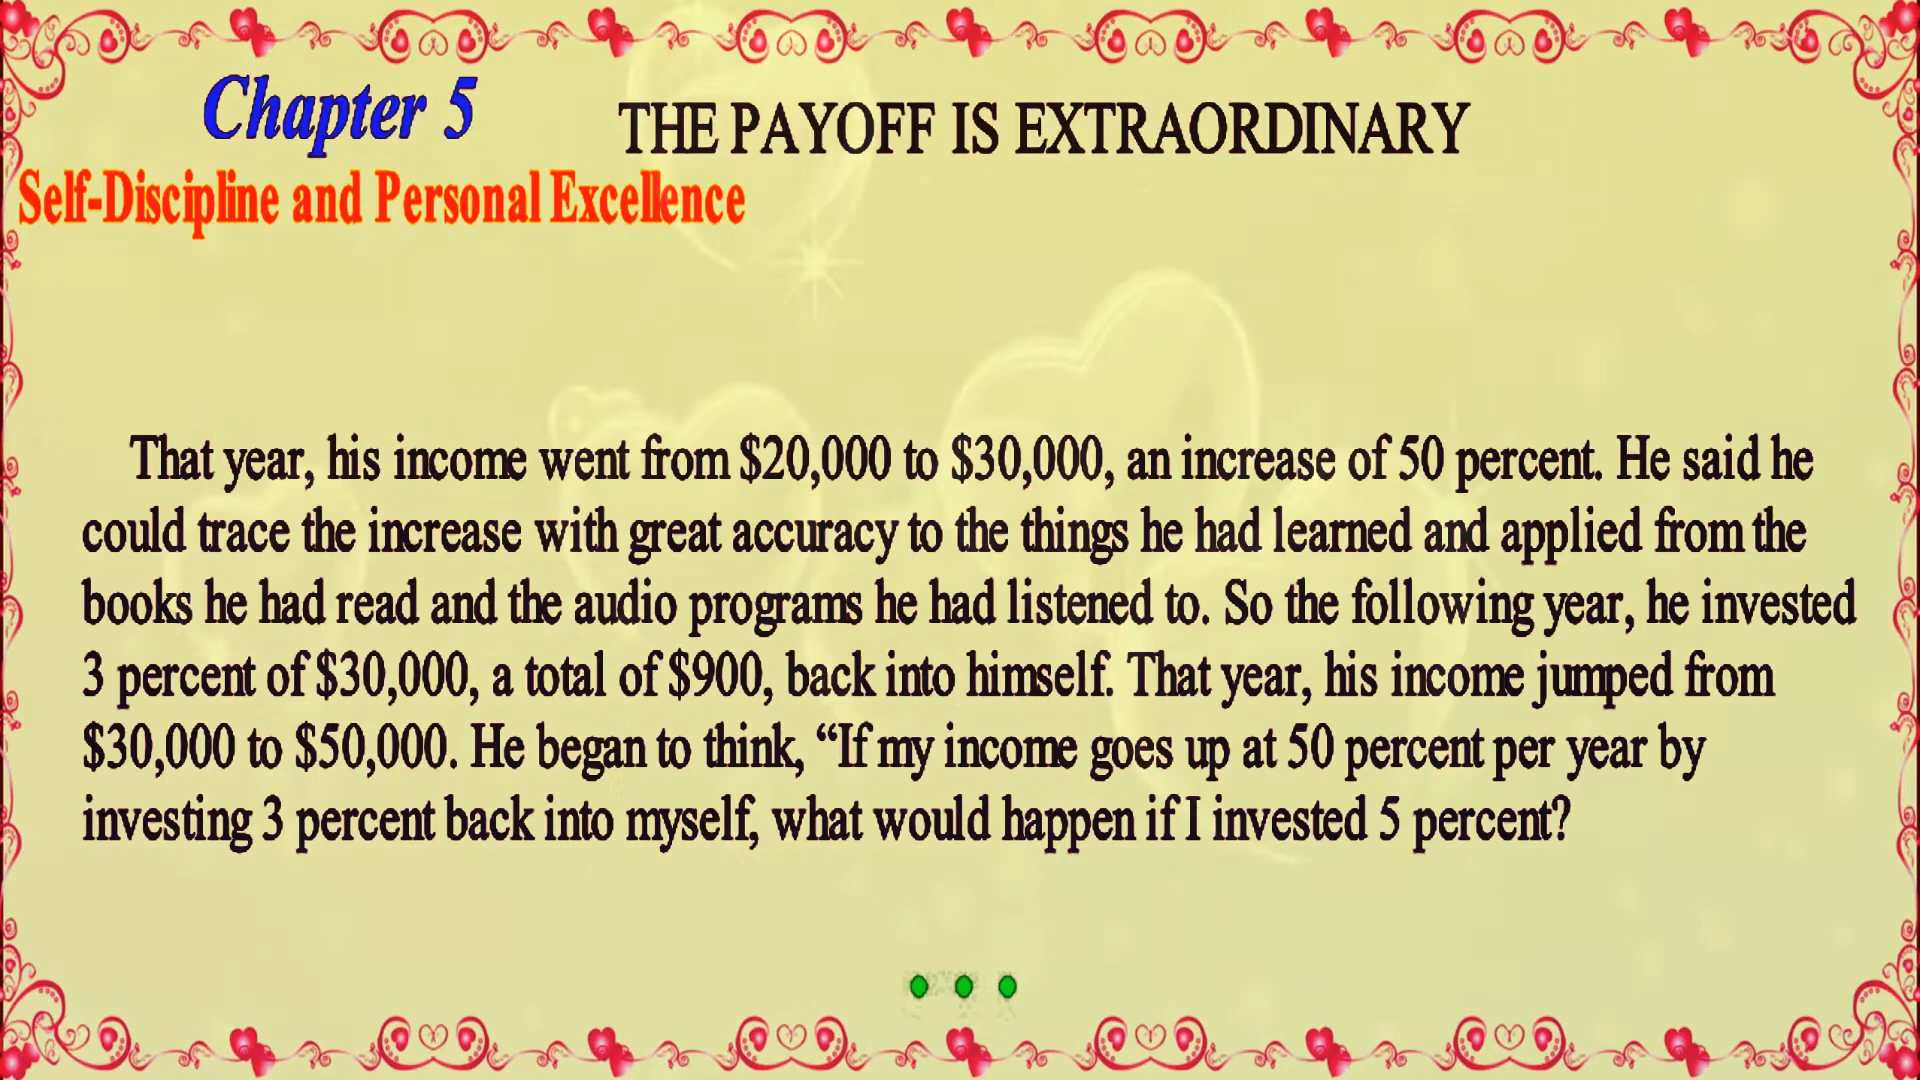 Chapter 5
THE PAYOFF IS EXTRAORDINARY
Self-Discipline and Personal Excellence
That year, his income went from $20,000 to $30,000, an increase of 50 percent. He said he
could trace the increase with great accuracy to the things he had learned and applied from the
books he had read and the audio programs he had listened to. So the following year, he invested
3 percent of $30,000, a total of $900, back into himself. That year, his income jumped from
$30,000 to $50,000. He began to think, “If my income goes up at 50 percent per year by
investing 3 percent back into myself, what would happen if I invested 5 percent?